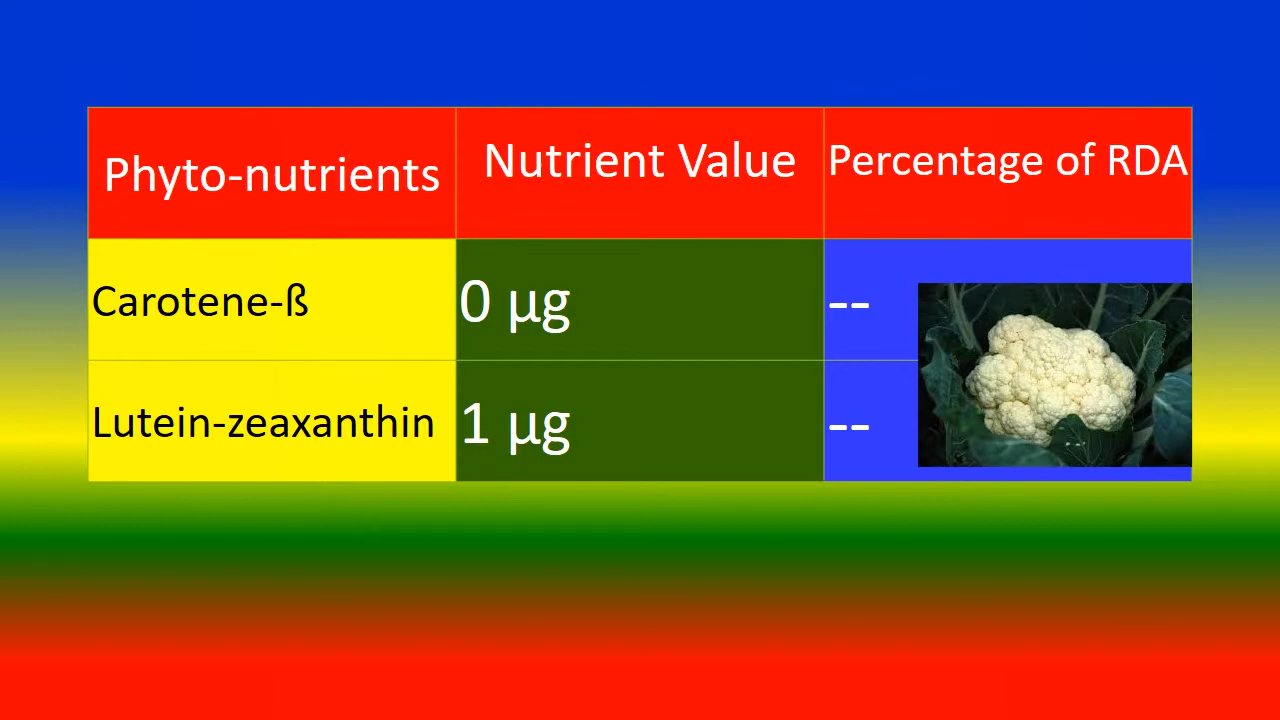 Phyto-nutrients Nutrient Value Percentage of RDA
Carotene-ß 0 µg --
Lutein-zeaxanthin 1 µg --